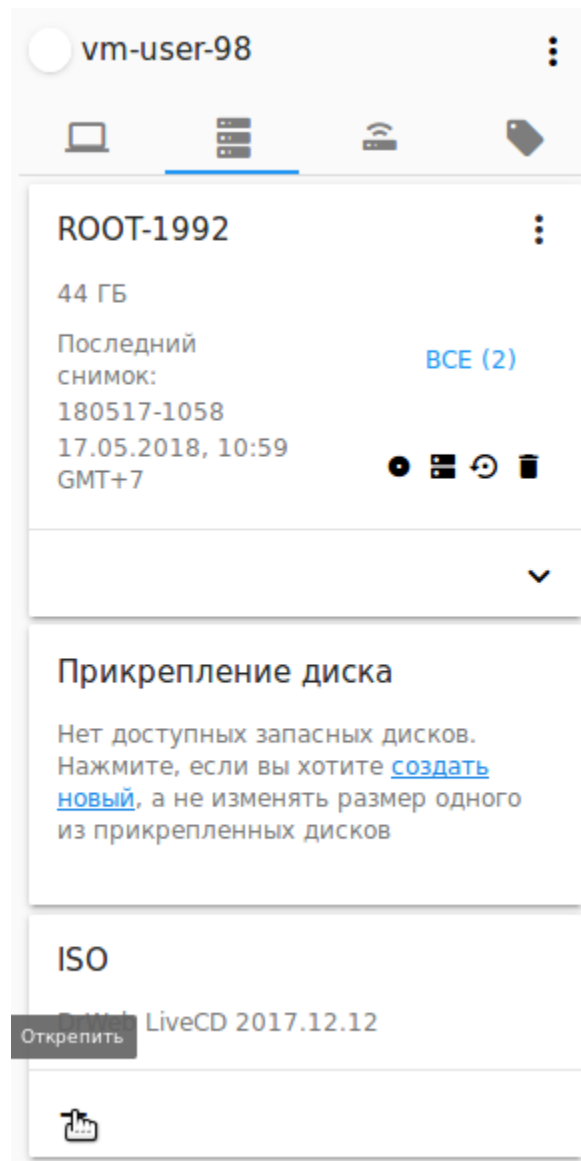 vm-user-98
ROOT-1992
44 ГБ
Последний
снимок:
ВСЕ (2)
180517-1058
17.05.2018, 10:59
GMT+7
Прикрепление диска
Нет доступных запасных дисков.
Нажмите, если вы хотите создать
новый, а не изменять размер одного
из прикрепленных дисков
ISO
DrWeb LiveCD 2017.12.12
Открепить